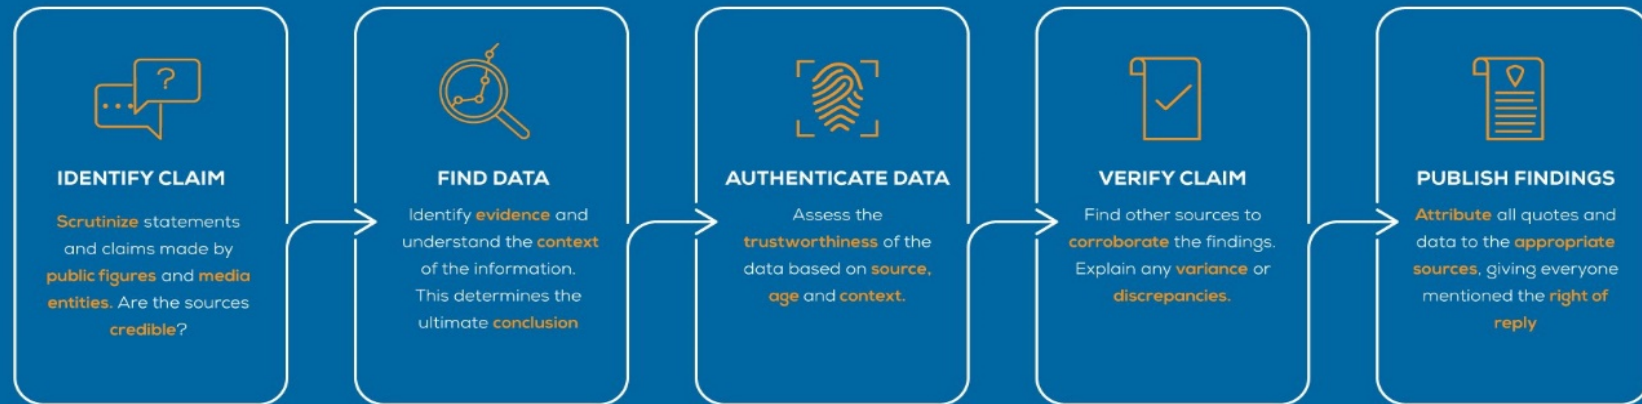 ?
IDENTIFY CLAIM
Scrutinize statements
and claims made by
public figures and media
entities. Are the sources
credible?
FIND DATA
Identify evidence and
understand the context
of the information.
This determines the
ultimate conclusion
AUTHENTICATE DATA
Assess the
trustworthiness of the
data based on source,
age and context.
VERIFY CLAIM
Find other sources to
corroborate the findings.
Explain any variance or
discrepancies.
PUBLISH FINDINGS
Attribute all quotes and
data to the appropriate
sources, giving everyone
mentioned the right of
reply